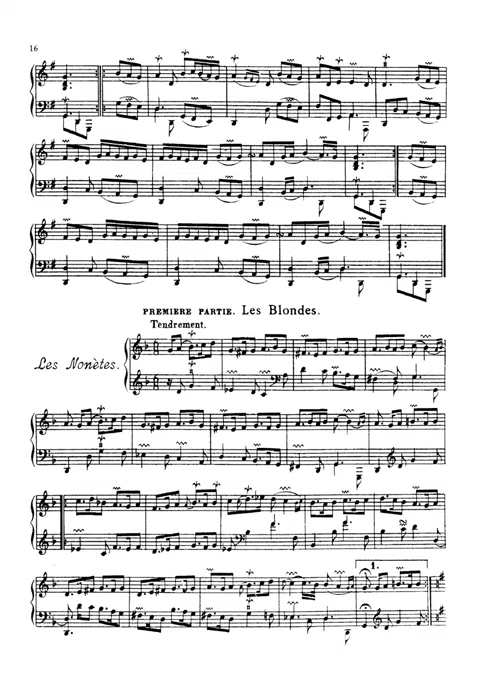 16
PREMIERE PARTIE. Les Blondes.
Tendrement.
Les Nonètes.
1.